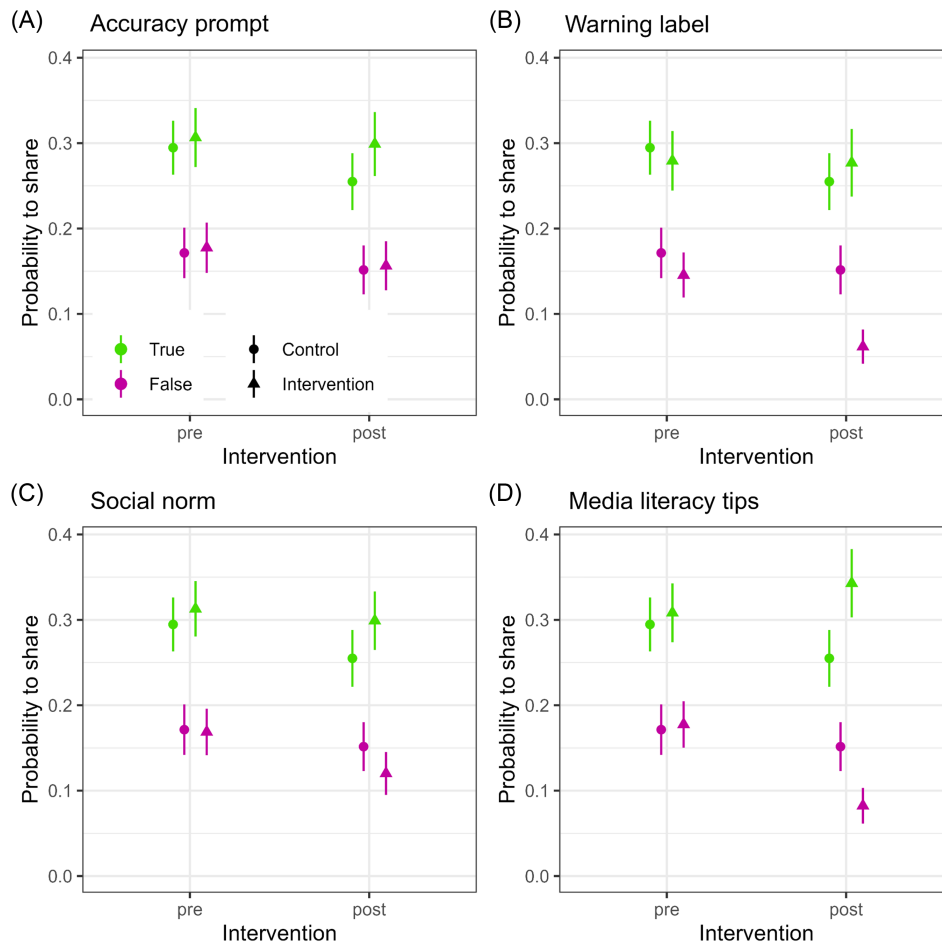 (A) Accuracy prompt
Probability to share
0.4
0.3
0.2
0.1
0.0
True
False
Control
Intervention
pre
post
Intervention
(B) Warning label
Probability to share
0.4
0.3
0.2
0.1
0.0
pre
post
Intervention
(C) Social norm
Probability to share
0.4
0.3
0.2
0.1
0.0
pre
post
Intervention
(D) Media literacy tips
Probability to share
0.4
0.3
0.2
0.1
0.0
pre
post
Intervention